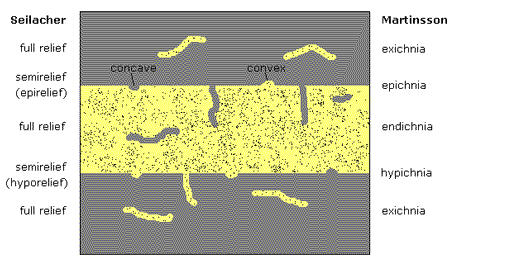 Seilacher
Martinsson
full relief
exichnia
concave
convex
semirelief
(epirelief)
epichnia
full relief
endichnia
semirelief
(hyporelief)
hypichnia
full relief
exichnia